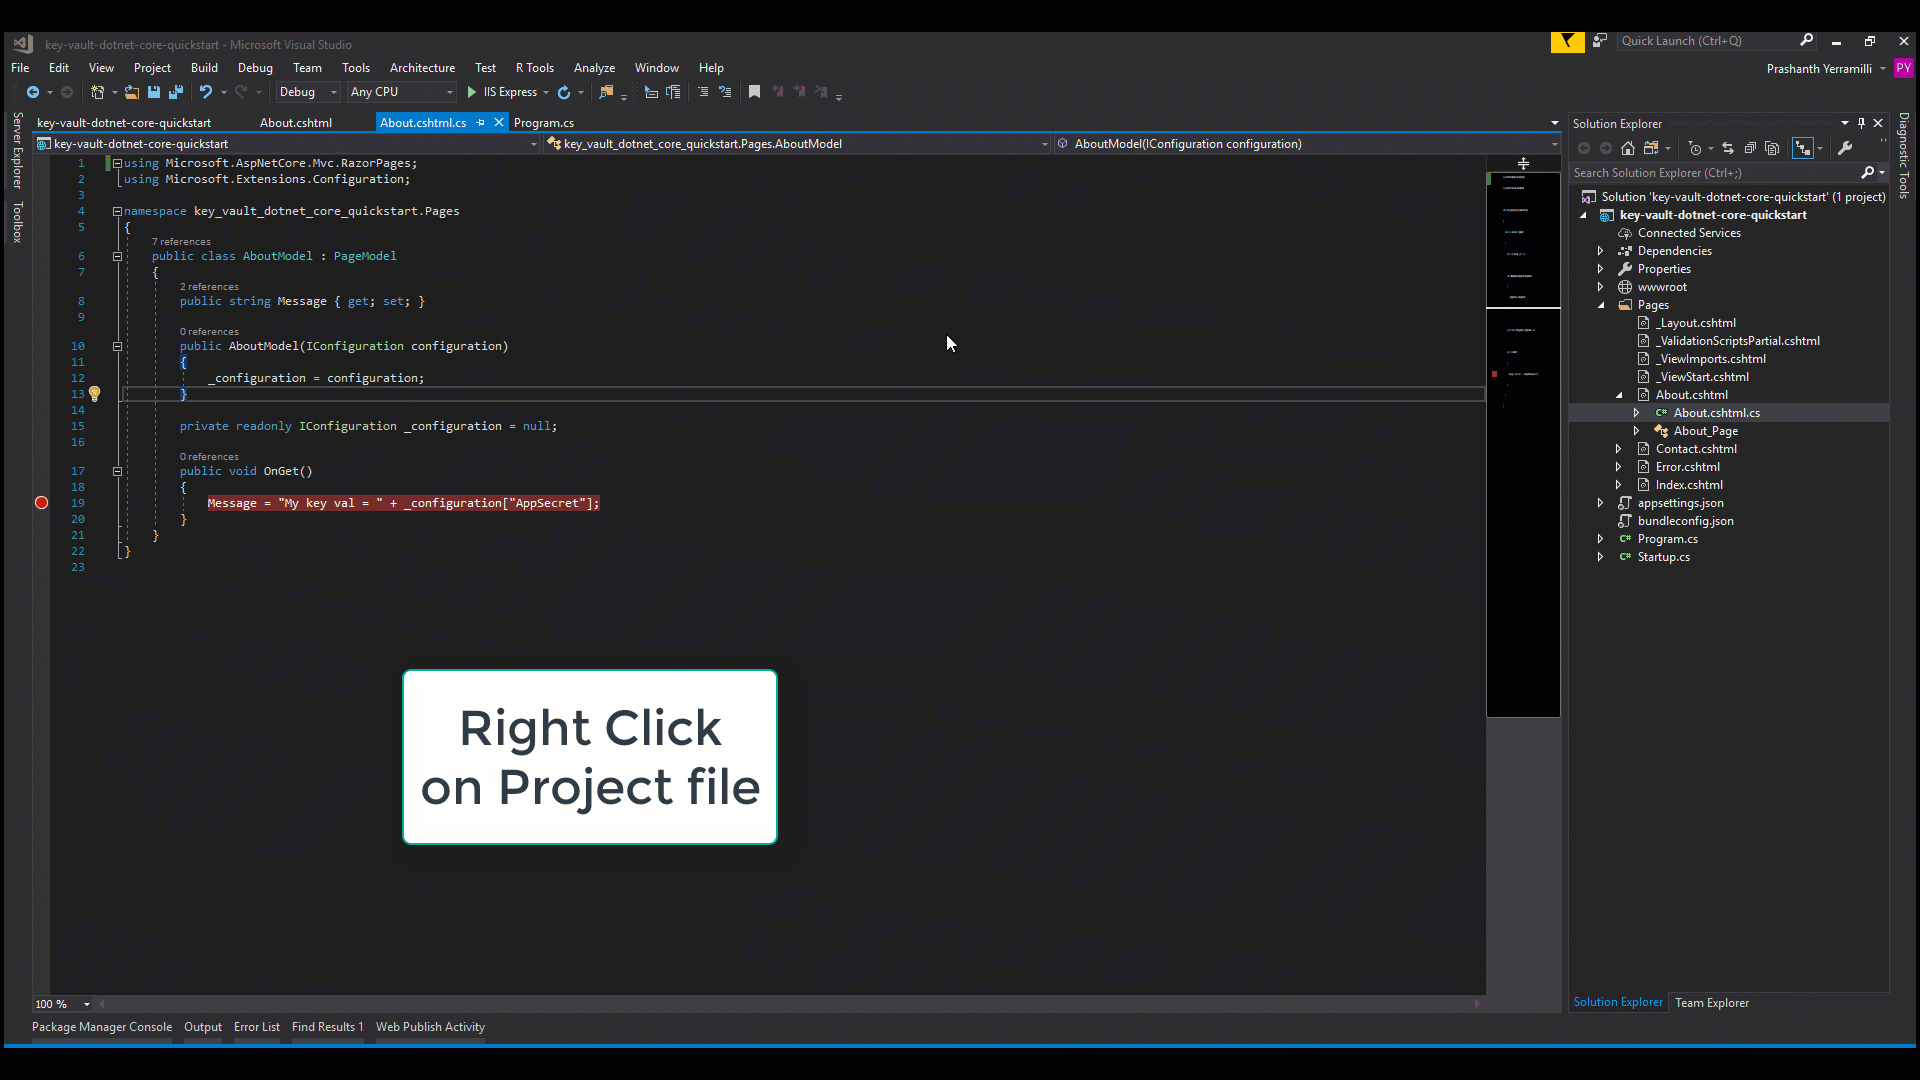 key-vault-dotnet-core-quickstart - Microsoft Visual Studio
Quick Launch (Ctrl+Q)
File Edit View Project Build Debug Team Tools Architecture Test R Tools Analyze Window Help
Prashanth Yerramilli PY
Debug Any CPU IIS Express
Server Explorer
Toolbox
key-vault-dotnet-core-quickstart About.cshtml About.cshtml.cs Program.cs
key-vault-dotnet-core-quickstart key_vault_dotnet_core_quickstart.Pages.AboutModel AboutModel(IConfiguration configuration)
1 using Microsoft.AspNetCore.Mvc.RazorPages;
2 using Microsoft.Extensions.Configuration;
3
4 namespace key_vault_dotnet_core_quickstart.Pages
5 {
7 references
6 public class AboutModel : PageModel
7 {
2 references
8 public string Message { get; set; }
9
0 references
10 public AboutModel(IConfiguration configuration)
11 {
12 _configuration = configuration;
13 }
14
15 private readonly IConfiguration _configuration = null;
16
0 references
17 public void OnGet()
18 {
19 Message = "My key val = " + _configuration["AppSecret"];
20 }
21 }
22 }
23
Right Click
on Project file
100 %
Package Manager Console Output Error List Find Results 1 Web Publish Activity
Solution Explorer
Search Solution Explorer (Ctrl+;)
Solution 'key-vault-dotnet-core-quickstart' (1 project)
key-vault-dotnet-core-quickstart
Connected Services
Dependencies
Properties
wwwroot
Pages
_Layout.cshtml
_ValidationScriptsPartial.cshtml
_ViewImports.cshtml
_ViewStart.cshtml
About.cshtml
C# About.cshtml.cs
About_Page
Contact.cshtml
Error.cshtml
Index.cshtml
appsettings.json
bundleconfig.json
C# Program.cs
C# Startup.cs
Solution Explorer Team Explorer
Diagnostic Tools